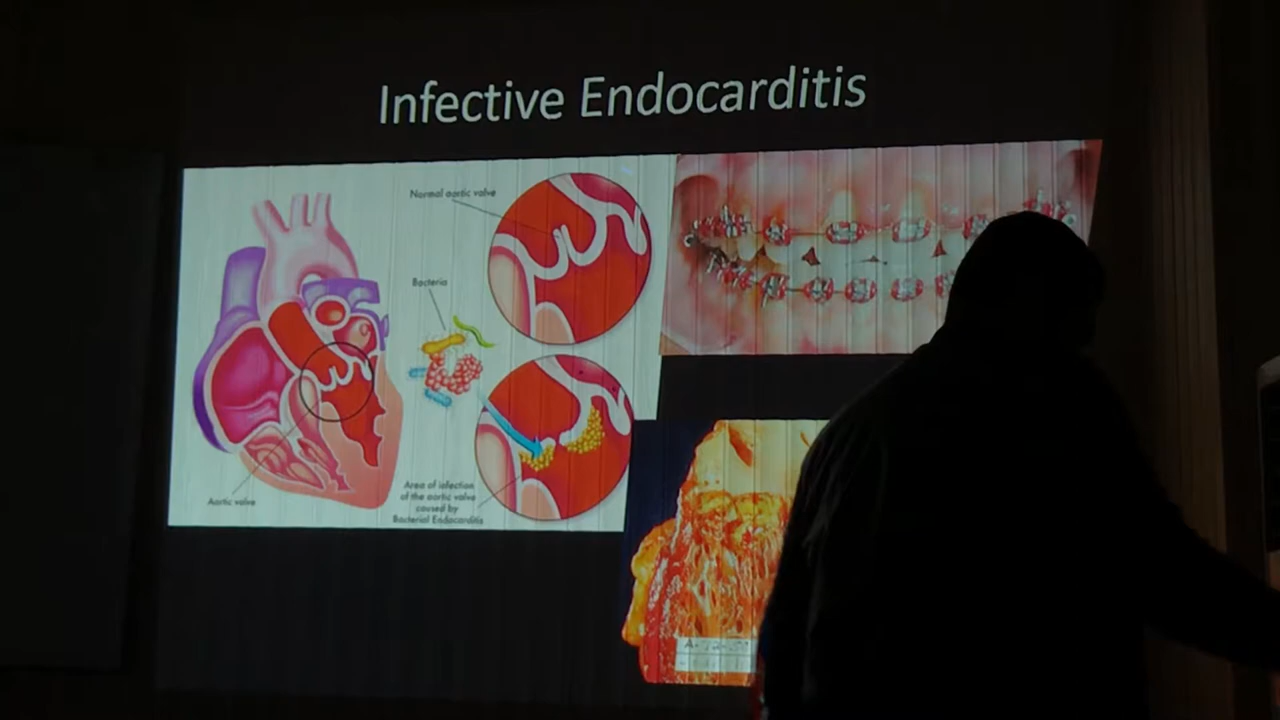 Infective Endocarditis
Normal aortic valve
Bacteria
Aortic valve
Area of infection
of the aortic valve
caused by
Bacterial Endocarditis